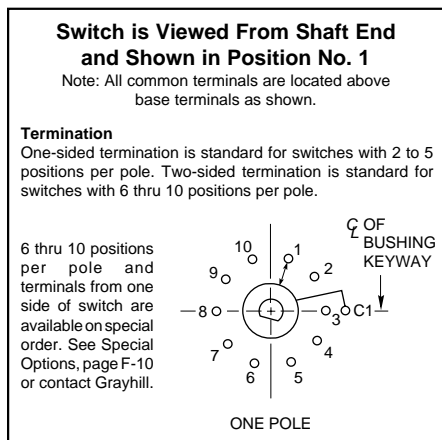 Switch is Viewed From Shaft End
and Shown in Position No. 1
Note: All common terminals are located above
base terminals as shown.
Termination
One-sided termination is standard for switches with 2 to 5
positions per pole. Two-sided termination is standard for
switches with 6 thru 10 positions per pole.
6 thru 10 positions
per pole and
terminals from one
side of switch are
available on special
order. See Special
Options, page F-10
or contact Grayhill.
℄ OF
BUSHING
KEYWAY
10
1
9
2
8
3
C1
7
4
6
5
ONE POLE